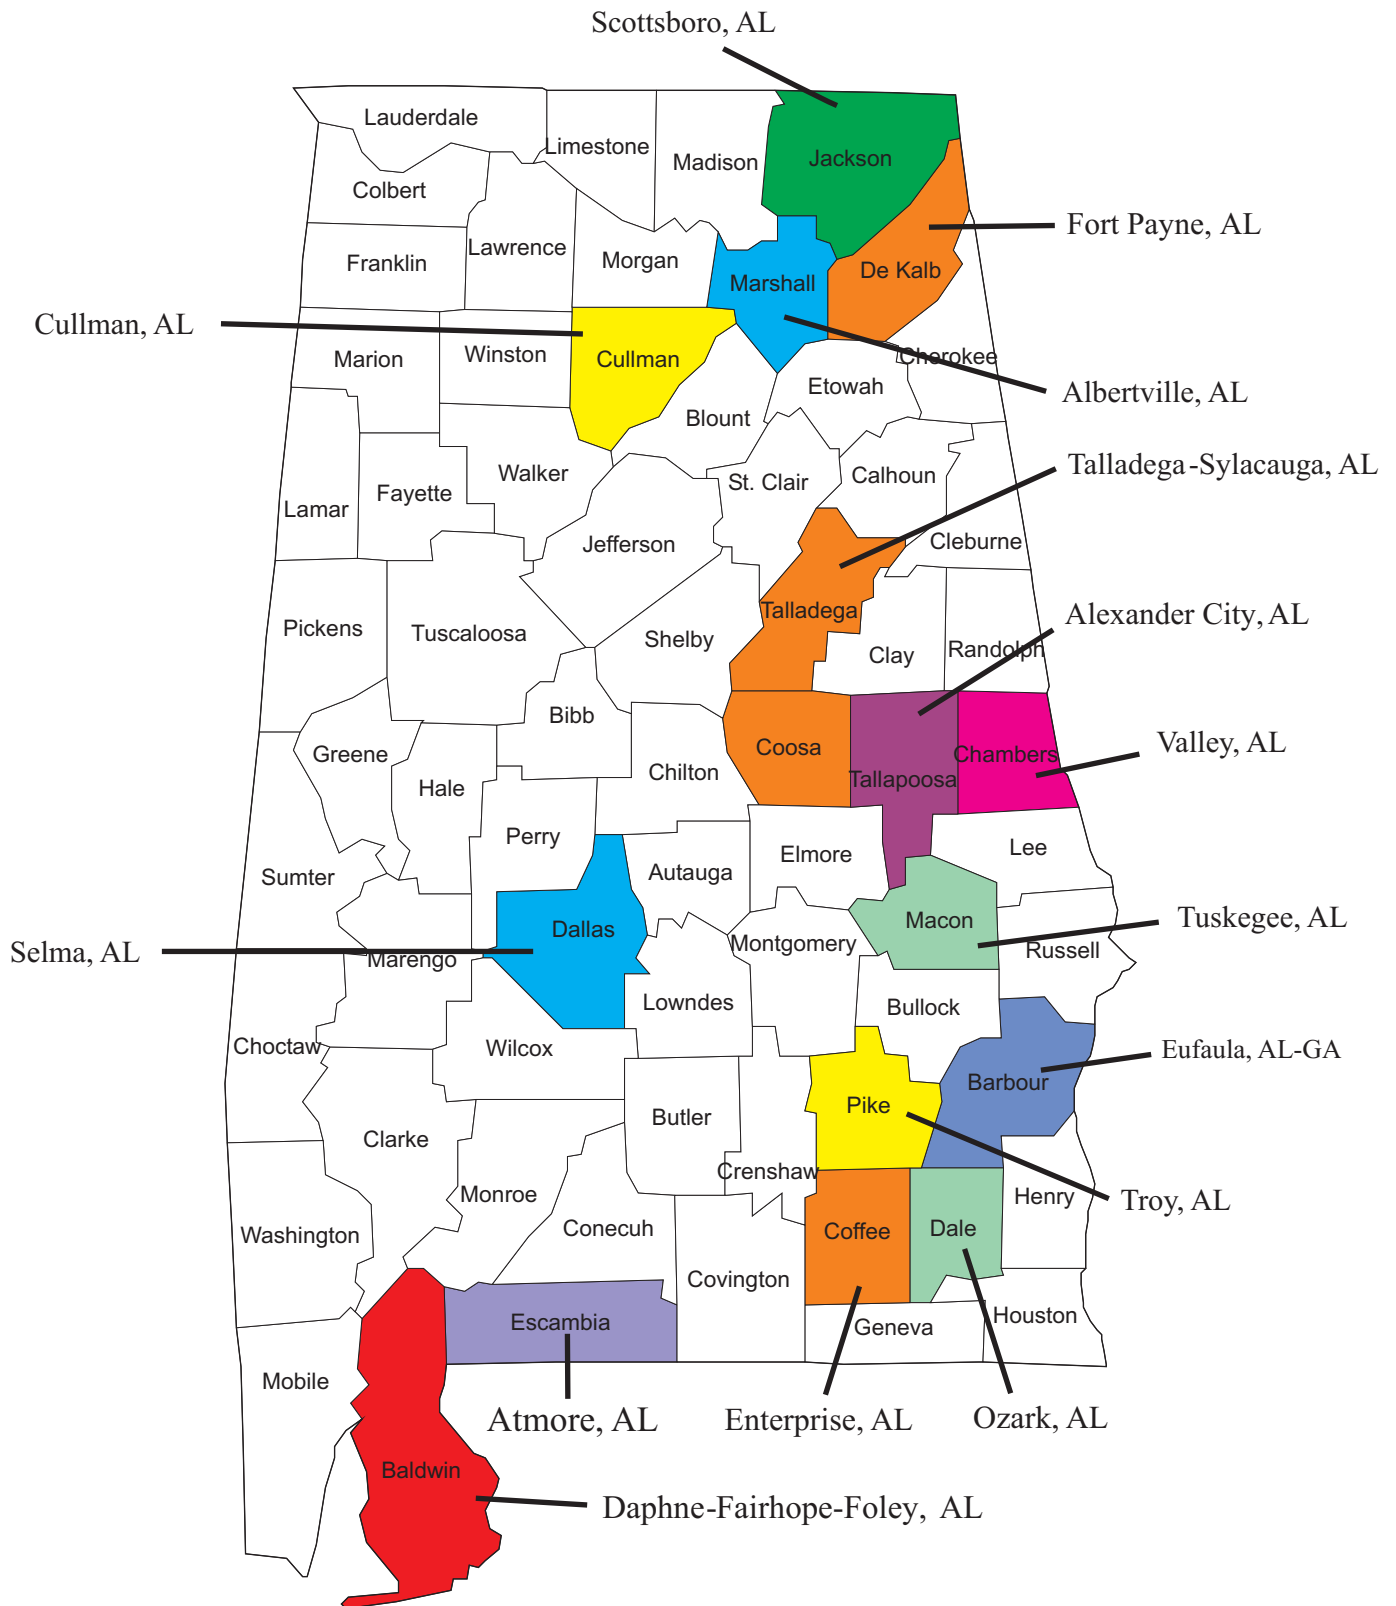 Scottsboro, AL
Lauderdale
Limestone
Madison
Jackson
Colbert
Fort Payne, AL
Lawrence
Franklin
Morgan
De Kalb
Marshall
Cullman, AL
Marion
Winston
Cullman
Cherokee
Etowah
Albertville, AL
Blount
Talladega-Sylacauga, AL
Walker
St. Clair
Calhoun
Fayette
Lamar
Jefferson
Cleburne
Talladega
Alexander City, AL
Pickens
Tuscaloosa
Shelby
Clay
Randolph
Bibb
Valley, AL
Greene
Coosa
Chambers
Chilton
Tallapoosa
Hale
Perry
Elmore
Lee
Sumter
Autauga
Tuskegee, AL
Macon
Dallas
Montgomery
Selma, AL
Marengo
Russell
Lowndes
Bullock
Choctaw
Wilcox
Eufaula, AL-GA
Barbour
Pike
Butler
Clarke
Crenshaw
Monroe
Henry
Troy, AL
Washington
Conecuh
Coffee
Dale
Covington
Escambia
Geneva
Houston
Mobile
Atmore, AL
Enterprise, AL
Ozark, AL
Baldwin
Daphne-Fairhope-Foley, AL